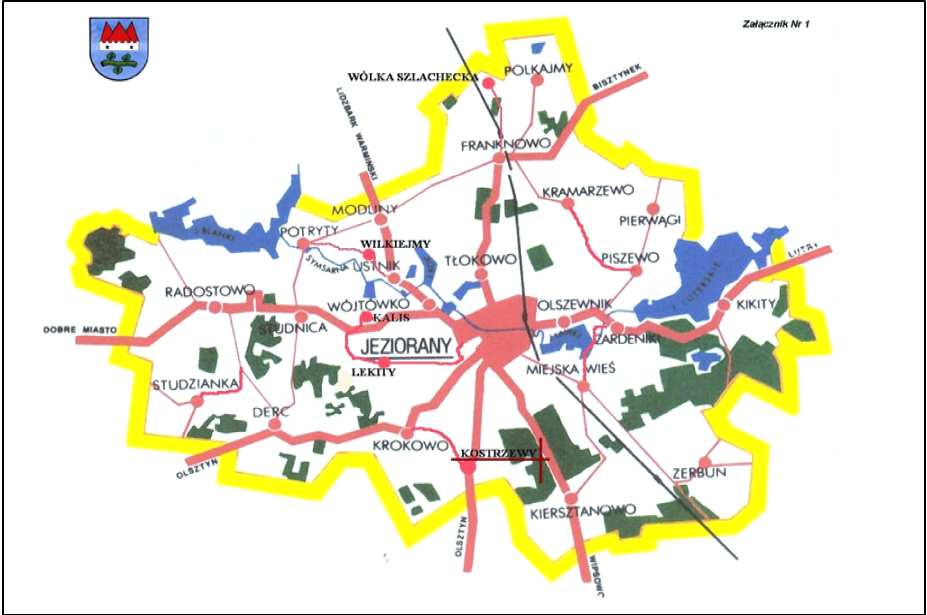 Załącznik Nr 1
WÓLKA SZLACHECKA
POLKAJMY
BISZTYNEK
LIDZBARK WARMIŃSKI
FRANKNOWO
KRAMARZEWO
MODLINY
PIERWĄGI
POTRYTY
WILKIEJMY
SYMSARNA
USTNIK
TŁOKOWO
PISZEWO
LUTRY
RADOSTOWO
WÓJTÓWKO
OLSZEWNIK
KIKITY
KALIS
DOBRE MIASTO
STUDNICA
ŻARDENIKI
JEZIORANY
LEKITY
MIEJSKA WIEŚ
STUDZIANKA
DERC
KROKOWO
KOSTRZEWY
OLSZTYN
ZERBUŃ
KIERSZTANOWO
OLSZTYN
WIPSOWO